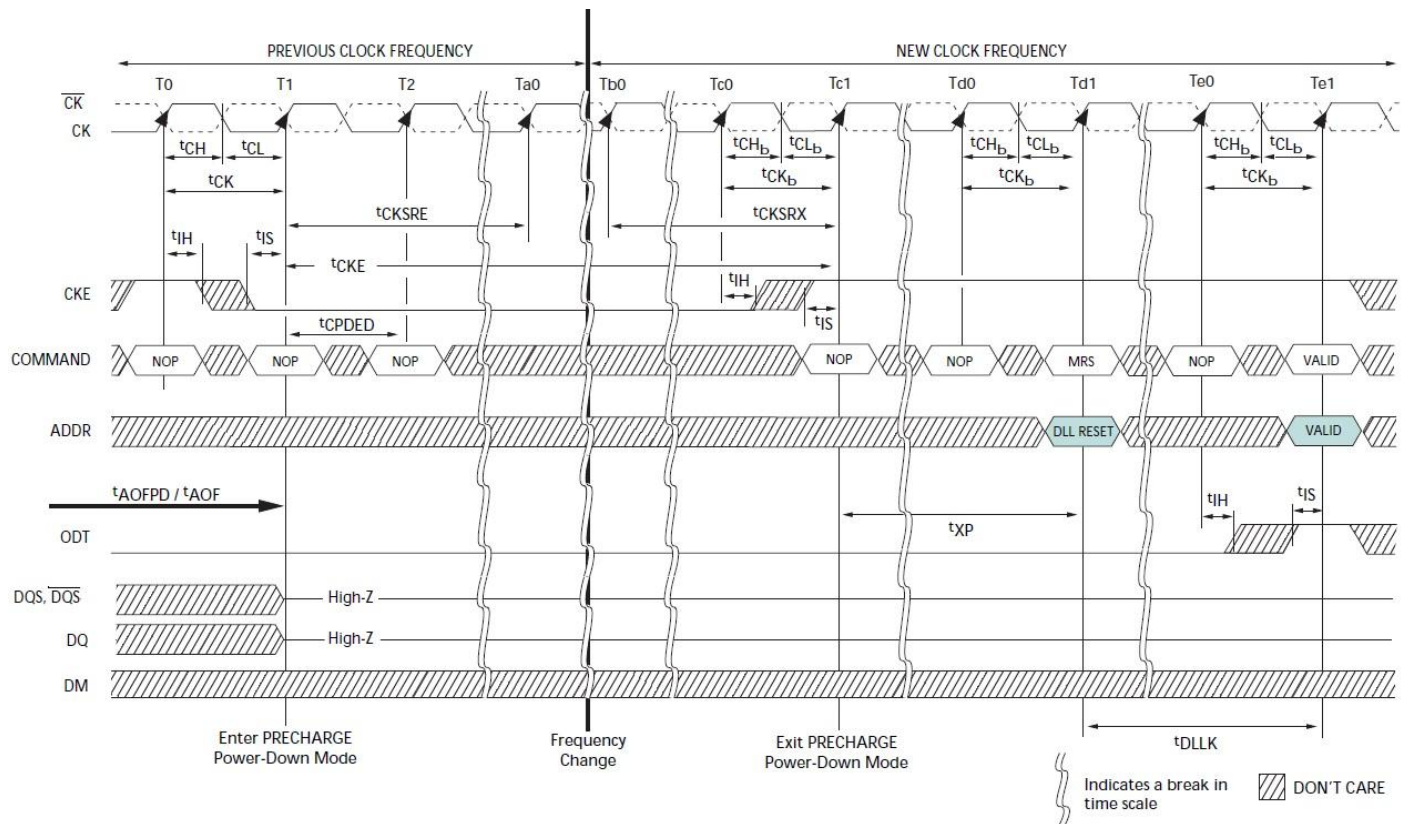 PREVIOUS CLOCK FREQUENCY
NEW CLOCK FREQUENCY
T0 T1 T2 Ta0 Tb0 Tc0 Tc1 Td0 Td1 Te0 Te1
CK
CK
tCH tCL tCHb tCLb tCHb tCLb tCHb tCLb
tCK tCKb tCKb tCKb
tCKSRE tCKSRX
tIH tIS
tCKE
tIH
CKE
tIS
tCPDED
COMMAND NOP NOP NOP NOP NOP MRS NOP VALID
ADDR DLL RESET VALID
tAOFPD / tAOF
tIH tIS
tXP
ODT
DQS, DQS High-Z
DQ High-Z
DM
Enter PRECHARGE
Power-Down Mode
Frequency
Change
Exit PRECHARGE
Power-Down Mode
tDLLK
Indicates a break in
time scale
DON'T CARE